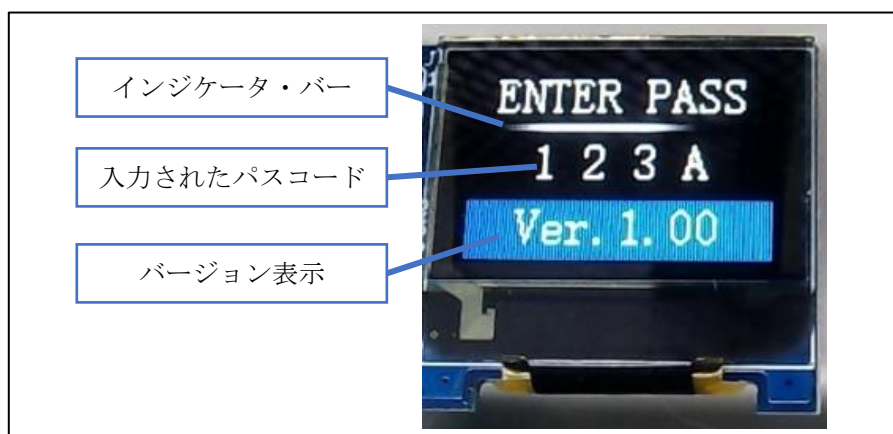 インジケータ・バー
入力されたパスコード
バージョン表示
ENTER PASS
1 2 3 A
Ver. 1. 00